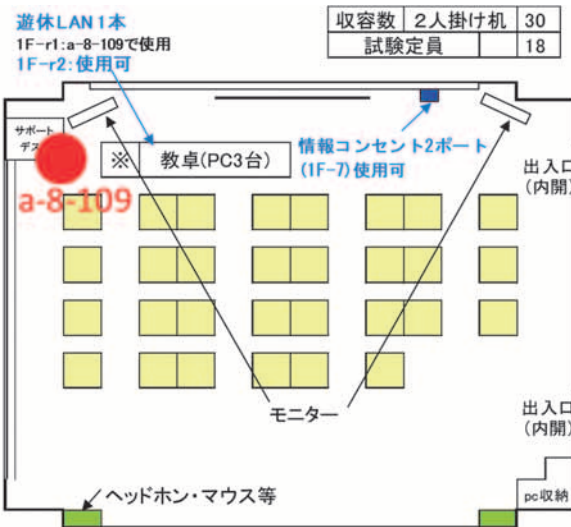 遊休LAN1本
1F-r1:a-8-109で使用
1F-r2:使用可
収容数 2人掛け机 30
試験定員 18
サポート
デス
※ 教卓(PC3台)
情報コンセント2ポート
(1F-7)使用可
出入口
(内開)
a-8-109
モニター
出入口
(内開)
ヘッドホン・マウス等
pc収納